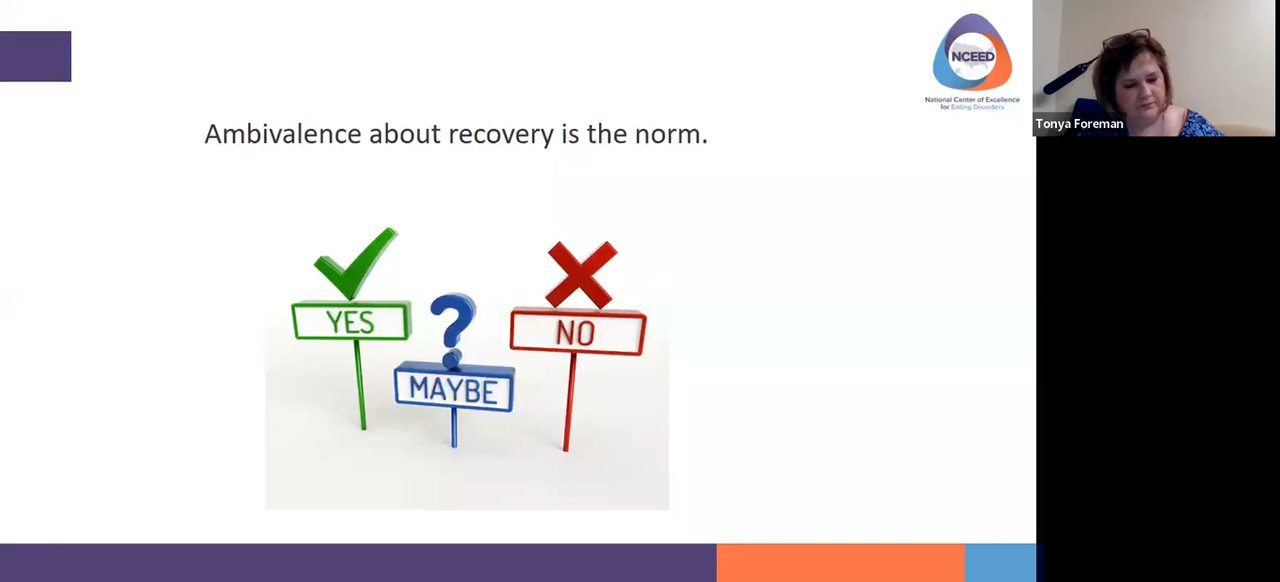 NCEED
National Center of Excellence
for Eating Disorders
Tonya Foreman
Ambivalence about recovery is the norm.
YES
NO
MAYBE